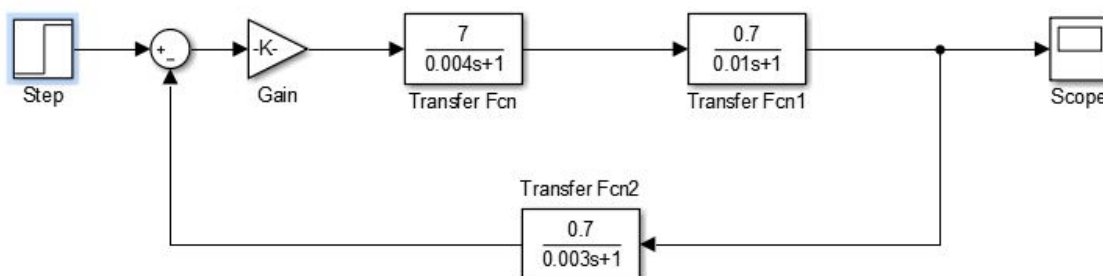 +
−
-K-
7
0.004s+1
0.7
0.01s+1
Step
Gain
Transfer Fcn
Transfer Fcn1
Scope
Transfer Fcn2
0.7
0.003s+1